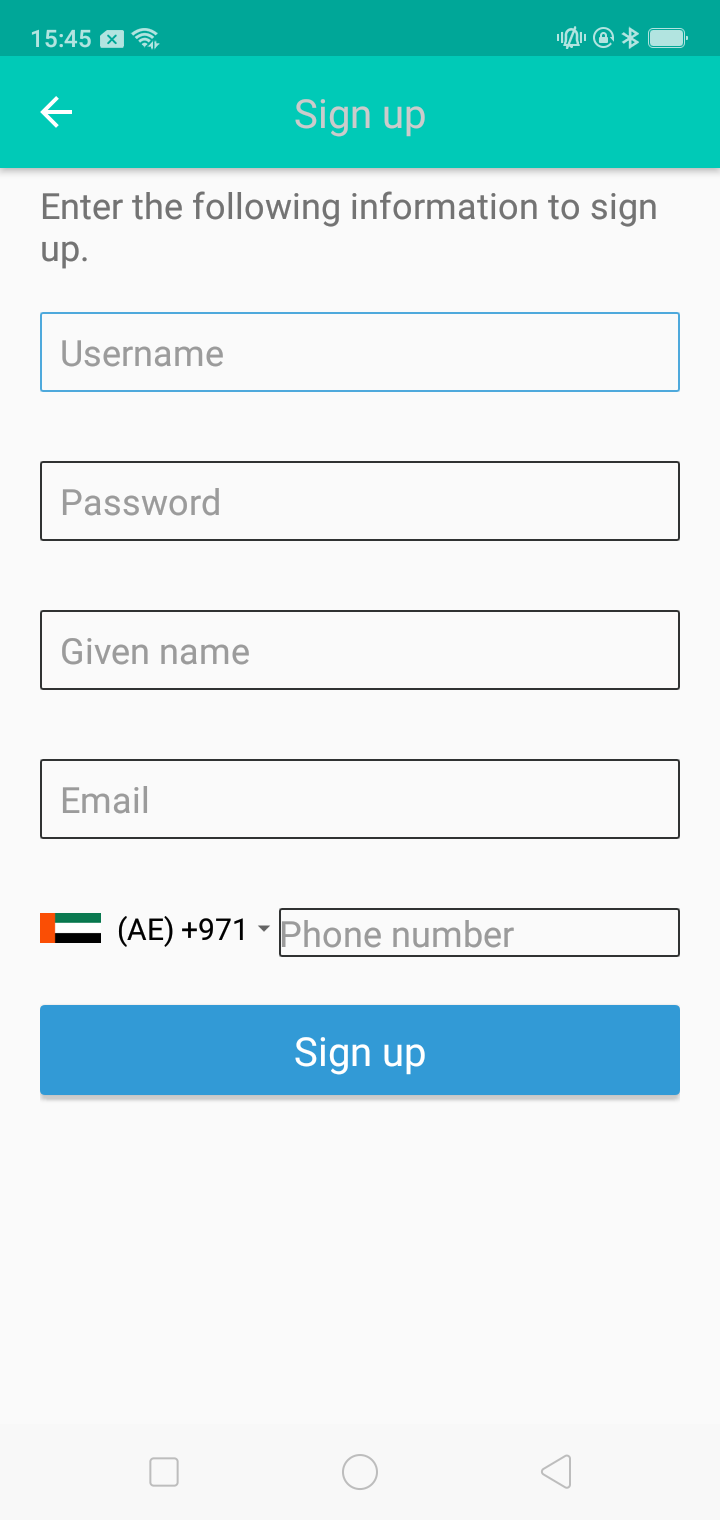 15:45
Sign up
Enter the following information to sign
up.
Username
Password
Given name
Email
(AE) +971 Phone number
Sign up